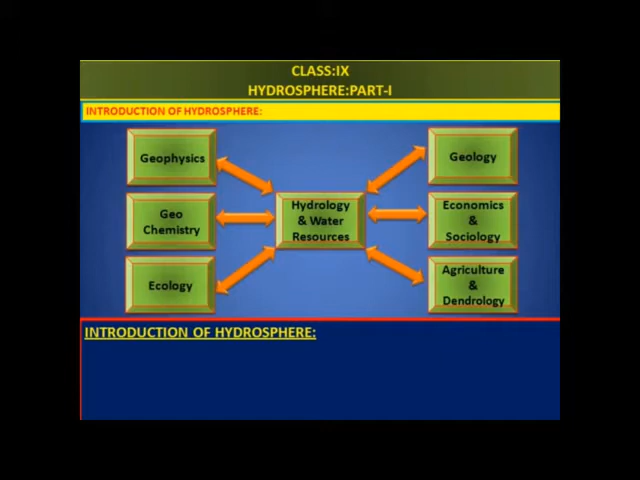 CLASS:IX
HYDROSPHERE:PART-I
INTRODUCTION OF HYDROSPHERE:
Geophysics
Geology
Hydrology
& Water
Resources
Geo
Chemistry
Economics
&
Sociology
Ecology
Agriculture
&
Dendrology
INTRODUCTION OF HYDROSPHERE: